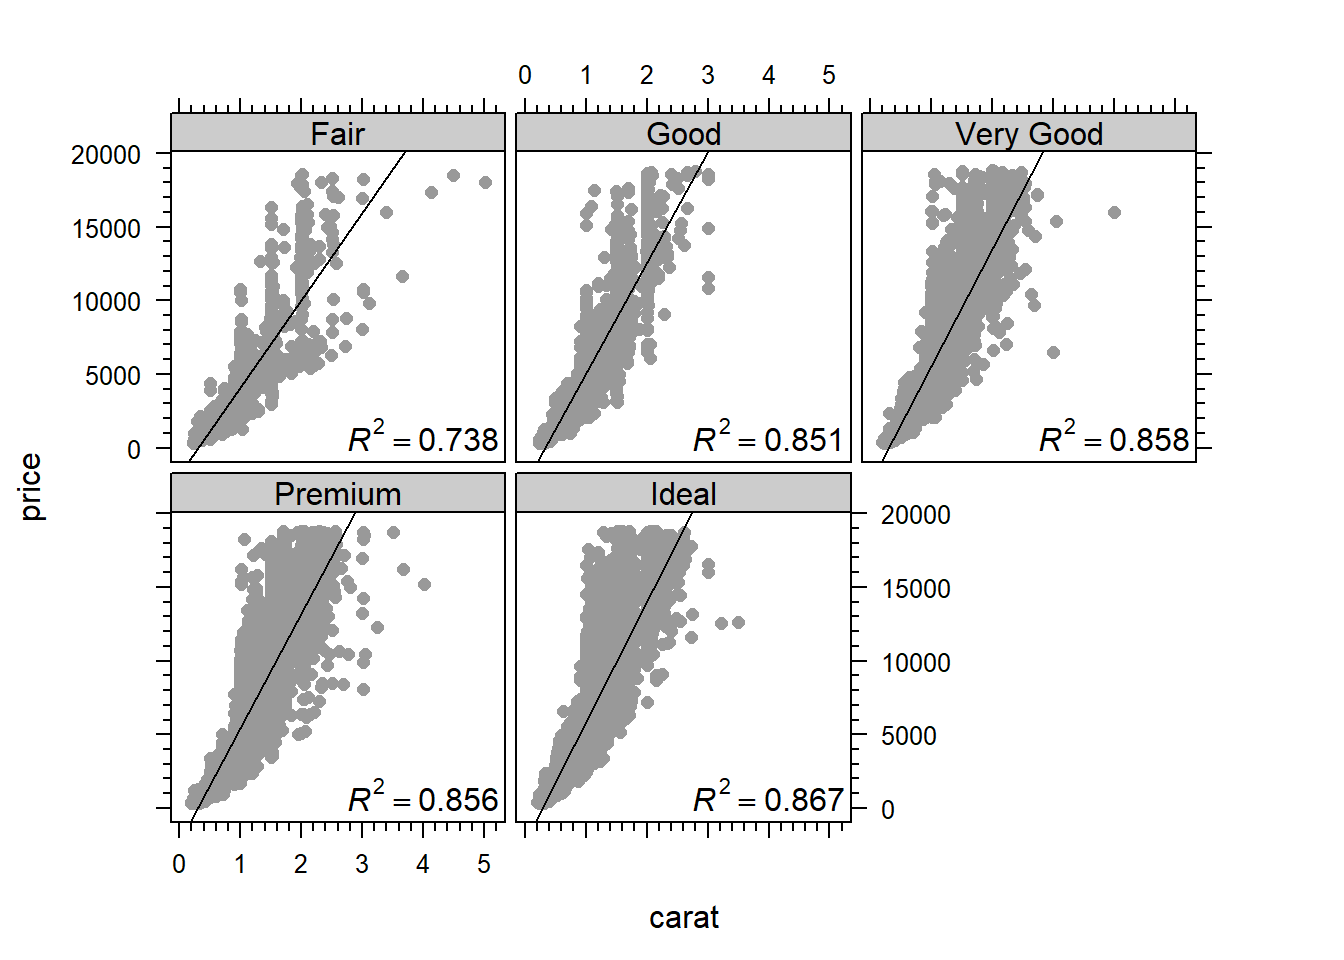 0 1 2 3 4 5
Fair Good Very Good
20000
15000
10000
5000
0
R² = 0.738 R² = 0.851 R² = 0.858
price
Premium Ideal
20000
15000
10000
5000
0
R² = 0.856 R² = 0.867
0 1 2 3 4 5
carat